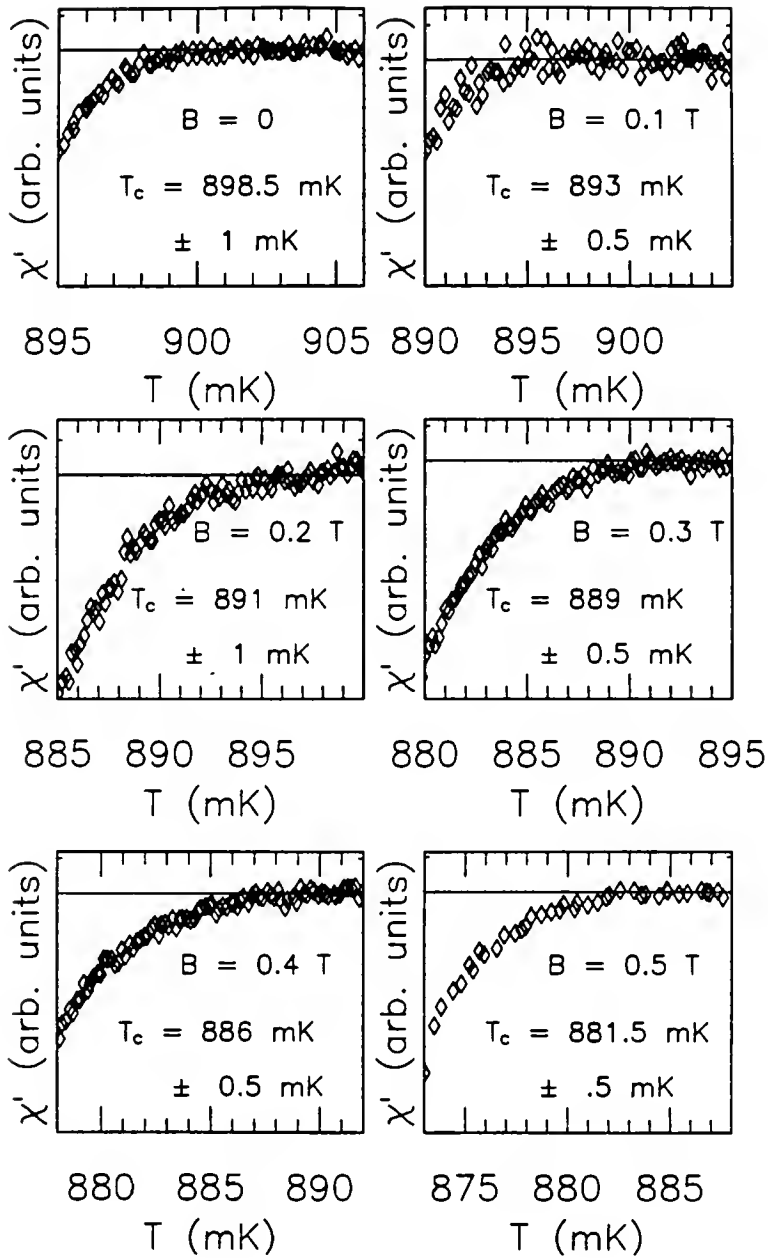 χ' (arb. units)
B = 0
T_c = 898.5 mK
± 1 mK
895 900 905
T (mK)
χ' (arb. units)
B = 0.1 T
T_c = 893 mK
± 0.5 mK
890 895 900
T (mK)
χ' (arb. units)
B = 0.2 T
T_c = 891 mK
± 1 mK
885 890 895
T (mK)
χ' (arb. units)
B = 0.3 T
T_c = 889 mK
± 0.5 mK
880 885 890 895
T (mK)
χ' (arb. units)
B = 0.4 T
T_c = 886 mK
± 0.5 mK
880 885 890
T (mK)
χ' (arb. units)
B = 0.5 T
T_c = 881.5 mK
± .5 mK
875 880 885
T (mK)